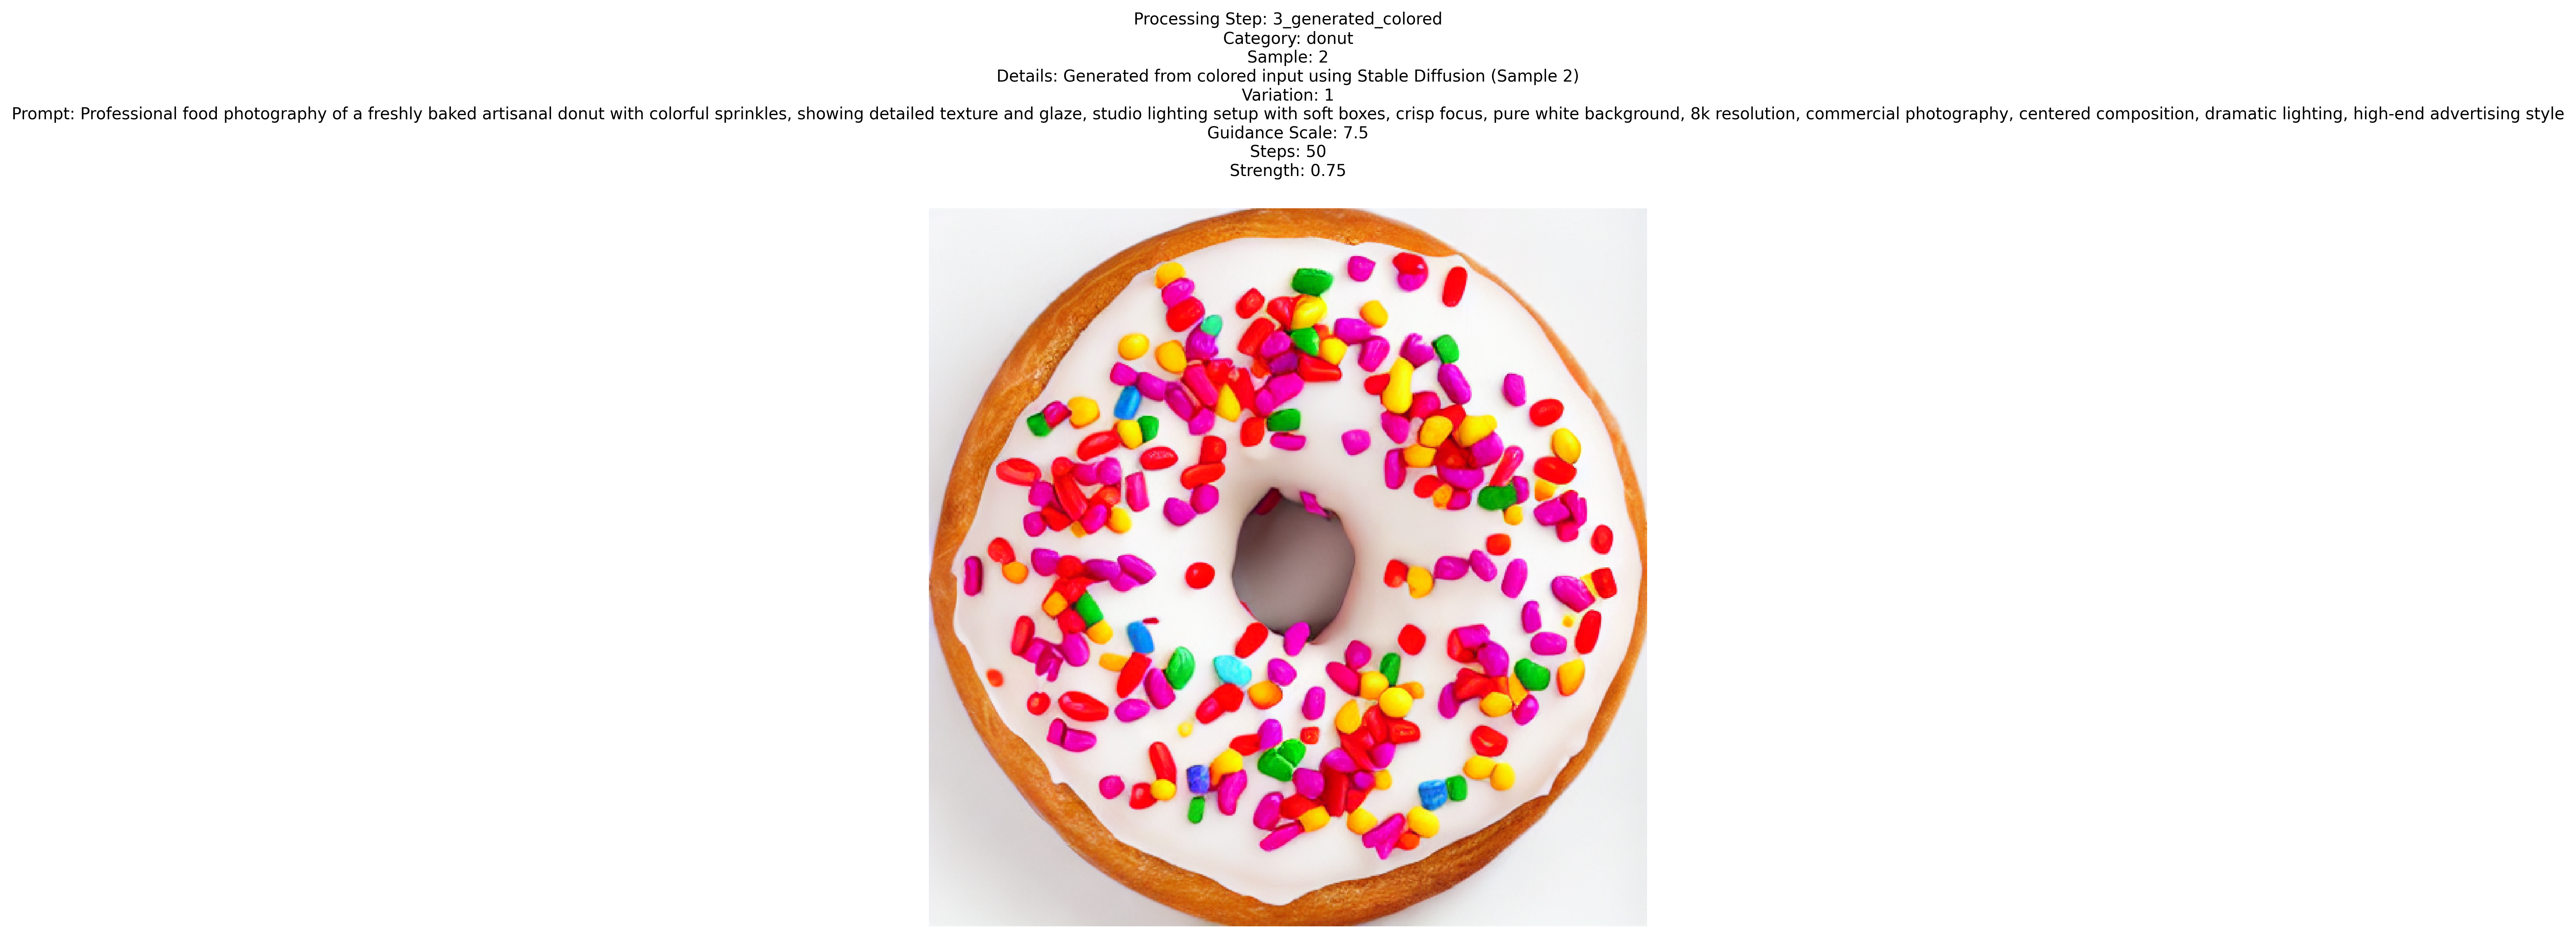 Processing Step: 3_generated_colored
Category: donut
Sample: 2
Details: Generated from colored input using Stable Diffusion (Sample 2)
Variation: 1
Prompt: Professional food photography of a freshly baked artisanal donut with colorful sprinkles, showing detailed texture and glaze, studio lighting setup with soft boxes, crisp focus, pure white background, 8k resolution, commercial photography, centered composition, dramatic lighting, high-end advertising style
Guidance Scale: 7.5
Steps: 50
Strength: 0.75